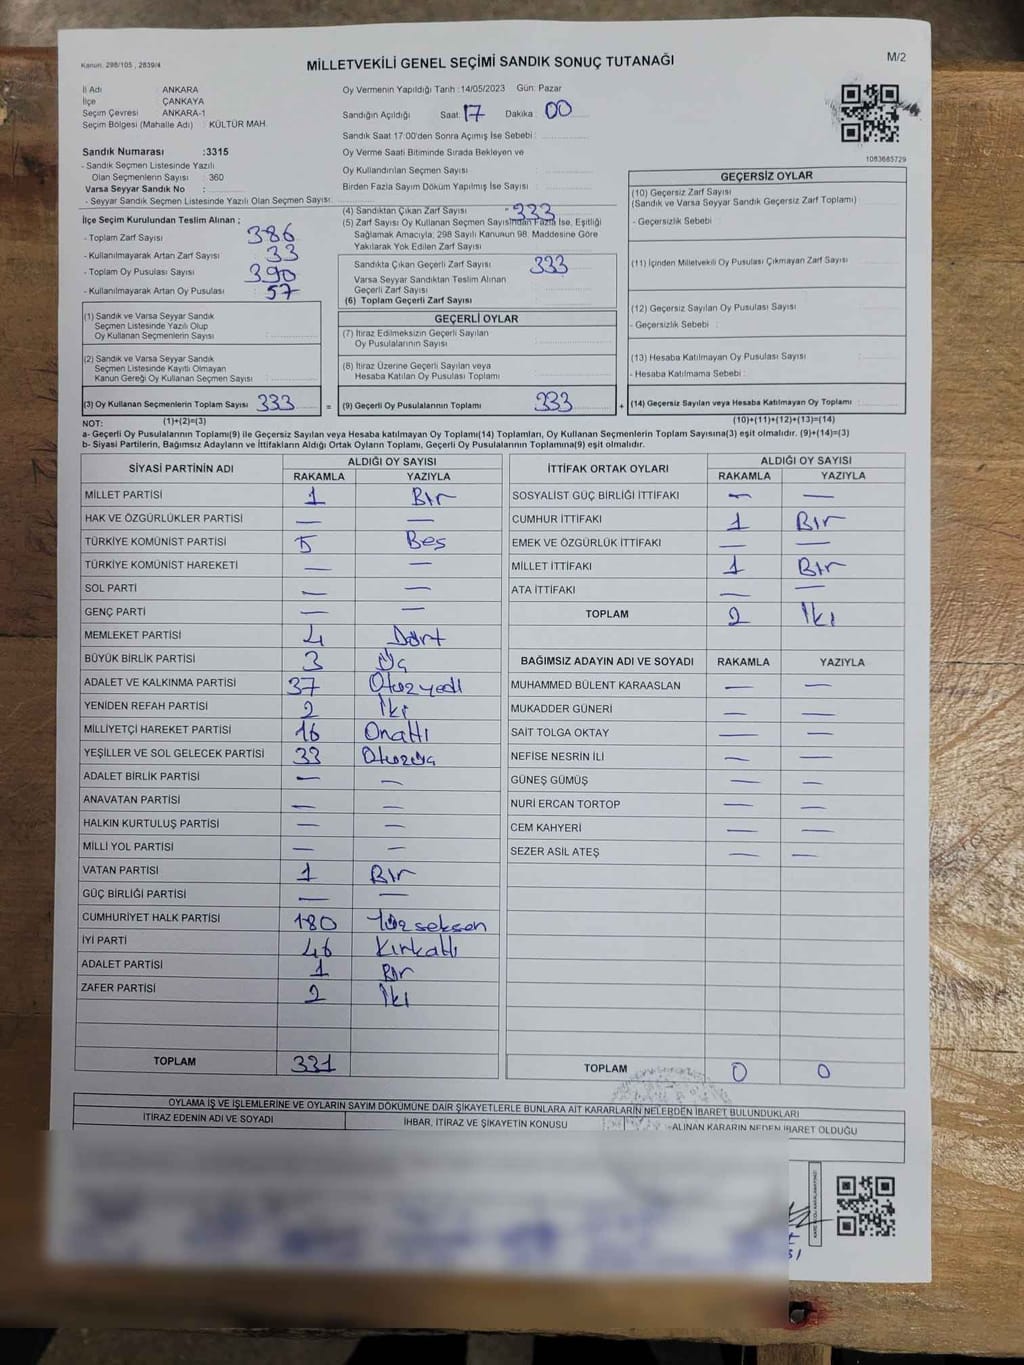 Kanun: 298/105 , 2839/4
MİLLETVEKİLİ GENEL SEÇİMİ SANDIK SONUÇ TUTANAĞI
M/2
İl Adı : ANKARA
İlçe : ÇANKAYA
Seçim Çevresi : ANKARA-1
Seçim Bölgesi (Mahalle Adı) : KÜLTÜR MAH.
Sandık Numarası :3315
- Sandık Seçmen Listesinde Yazılı
Olan Seçmenlerin Sayısı : 360
Varsa Seyyar Sandık No :
- Seyyar Sandık Seçmen Listesinde Yazılı Olan Seçmen Sayısı:
Oy Vermenin Yapıldığı Tarih :14/05/2023 Gün: Pazar
Sandığın Açıldığı Saat: 17 Dakika : 00
Sandık Saat 17:00'den Sonra Açımış İse Sebebi :
Oy Verme Saati Bitiminde Sırada Bekleyen ve
Oy Kullandırılan Seçmen Sayısı :
Birden Fazla Sayım Döküm Yapılmış İse Sayısı :
1083685729
İlçe Seçim Kurulundan Teslim Alınan ;
- Toplam Zarf Sayısı : 386
- Kullanılmayarak Artan Zarf Sayısı : 33
- Toplam Oy Pusulası Sayısı : 390
- Kullanılmayarak Artan Oy Pusulası : 57
(4) Sandıktan Çıkan Zarf Sayısı : 333
(5) Zarf Sayısı Oy Kullanan Seçmen Sayısından Fazla İse, Eşitliği
Sağlamak Amacıyla; 298 Sayılı Kanunun 98. Maddesine Göre
Yakılarak Yok Edilen Zarf Sayısı :
Sandıkta Çıkan Geçerli Zarf Sayısı : 333
Varsa Seyyar Sandıktan Teslim Alınan
Geçerli Zarf Sayısı :
(6) Toplam Geçerli Zarf Sayısı :
GEÇERSİZ OYLAR
(10) Geçersiz Zarf Sayısı
(Sandık ve Varsa Seyyar Sandık Geçersiz Zarf Toplamı) :
- Geçersizlik Sebebi :
(11) İçinden Milletvekili Oy Pusulası Çıkmayan Zarf Sayısı :
(12) Geçersiz Sayılan Oy Pusulası Sayısı :
- Geçersizlik Sebebi :
(13) Hesaba Katılmayan Oy Pusulası Sayısı :
- Hesaba Katılmama Sebebi :
(1) Sandık ve Varsa Seyyar Sandık
Seçmen Listesinde Yazılı Olup
Oy Kullanan Seçmenlerin Sayısı :
(2) Sandık ve Varsa Seyyar Sandık
Seçmen Listesinde Kayıtlı Olmayan
Kanun Gereği Oy Kullanan Seçmen Sayısı :
GEÇERLİ OYLAR
(7) İtiraz Edilmeksizin Geçerli Sayılan
Oy Pusulalarının Sayısı :
(8) İtiraz Üzerine Geçerli Sayılan veya
Hesaba Katılan Oy Pusulası Toplamı :
(3) Oy Kullanan Seçmenlerin Toplam Sayısı : 333 = (9) Geçerli Oy Pusulalarının Toplamı : 333 + (14) Geçersiz Sayılan veya Hesaba Katılmayan Oy Toplamı :
NOT: (1)+(2)=(3) (10)+(11)+(12)+(13)=(14)
a- Geçerli Oy Pusulalarının Toplamı(9) ile Geçersiz Sayılan veya Hesaba katılmayan Oy Toplamı(14) Toplamları, Oy Kullanan Seçmenlerin Toplam Sayısına(3) eşit olmalıdır. (9)+(14)=(3)
b- Siyasi Partilerin, Bağımsız Adayların ve İttifakların Aldığı Ortak Oyların Toplamı, Geçerli Oy Pusulalarının Toplamına(9) eşit olmalıdır.
SİYASİ PARTİNİN ADI ALDIĞI OY SAYISI
RAKAMLA YAZIYLA
MİLLET PARTİSİ 1 Bir
HAK VE ÖZGÜRLÜKLER PARTİSİ — —
TÜRKİYE KOMÜNİST PARTİSİ 5 Beş
TÜRKİYE KOMÜNİST HAREKETİ — —
SOL PARTİ — —
GENÇ PARTİ — —
MEMLEKET PARTİSİ 4 Dört
BÜYÜK BİRLİK PARTİSİ 3 Üç
ADALET VE KALKINMA PARTİSİ 37 Otuzyedi
YENİDEN REFAH PARTİSİ 2 İki
MİLLİYETÇİ HAREKET PARTİSİ 16 Onaltı
YEŞİLLER VE SOL GELECEK PARTİSİ 33 Otuzüç
ADALET BİRLİK PARTİSİ — —
ANAVATAN PARTİSİ — —
HALKIN KURTULUŞ PARTİSİ — —
MİLLİ YOL PARTİSİ — —
VATAN PARTİSİ 1 Bir
GÜÇ BİRLİĞİ PARTİSİ — —
CUMHURİYET HALK PARTİSİ 180 Yüzseksen
İYİ PARTİ 46 Kırkaltı
ADALET PARTİSİ 1 Bir
ZAFER PARTİSİ 2 İki
TOPLAM 331
İTTİFAK ORTAK OYLARI ALDIĞI OY SAYISI
RAKAMLA YAZIYLA
SOSYALİST GÜÇ BİRLİĞİ İTTİFAKI — —
CUMHUR İTTİFAKI 1 Bir
EMEK VE ÖZGÜRLÜK İTTİFAKI — —
MİLLET İTTİFAKI 1 Bir
ATA İTTİFAKI — —
TOPLAM 2 İki
BAĞIMSIZ ADAYIN ADI VE SOYADI RAKAMLA YAZIYLA
MUHAMMED BÜLENT KARAASLAN — —
MUKADDER GÜNERİ — —
SAİT TOLGA OKTAY — —
NEFİSE NESRİN İLİ — —
GÜNEŞ GÜMÜŞ — —
NURİ ERCAN TORTOP — —
CEM KAHYERİ — —
SEZER ASİL ATEŞ — —
TOPLAM 0 0
OYLAMA İŞ VE İŞLEMLERİNE VE OYLARIN SAYIM DÖKÜMÜNE DAİR ŞİKAYETLERLE BUNLARA AİT KARARLARIN NELERDEN İBARET BULUNDUKLARI
İTİRAZ EDENİN ADI VE SOYADI İHBAR, İTİRAZ VE ŞİKAYETİN KONUSU ALINAN KARARIN NEDEN İBARET OLDUĞU